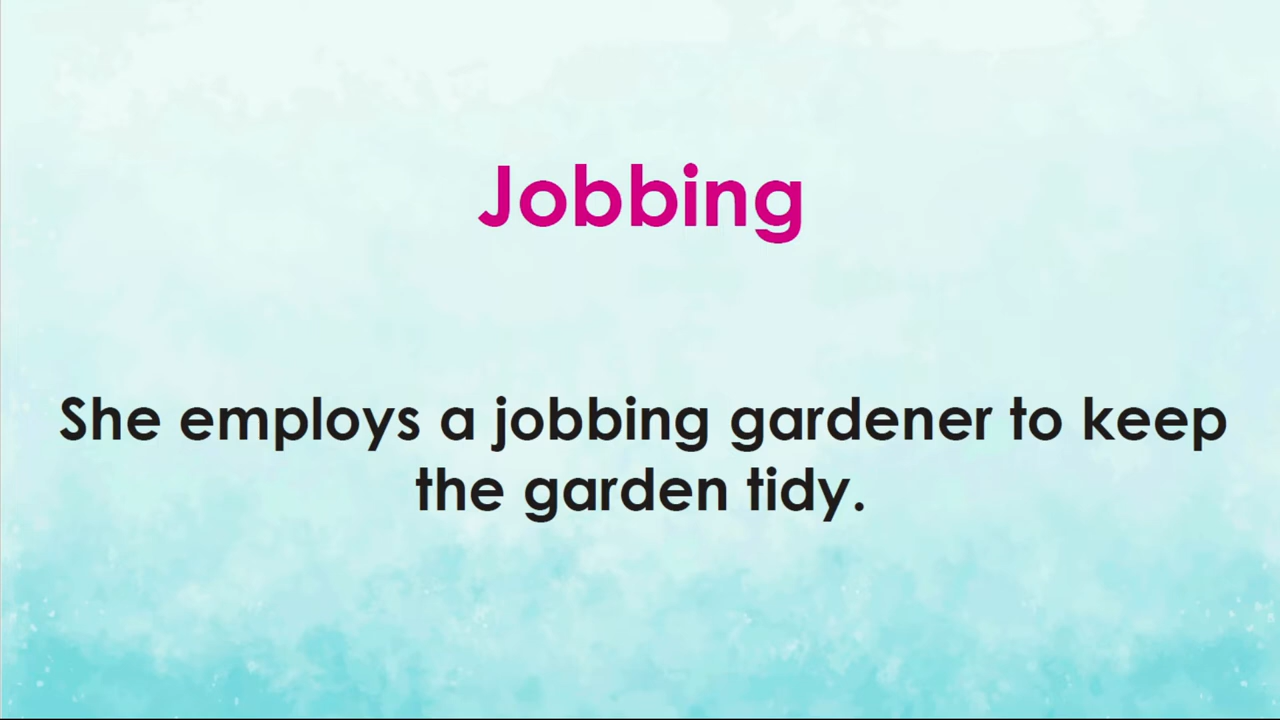 Jobbing
She employs a jobbing gardener to keep
the garden tidy.